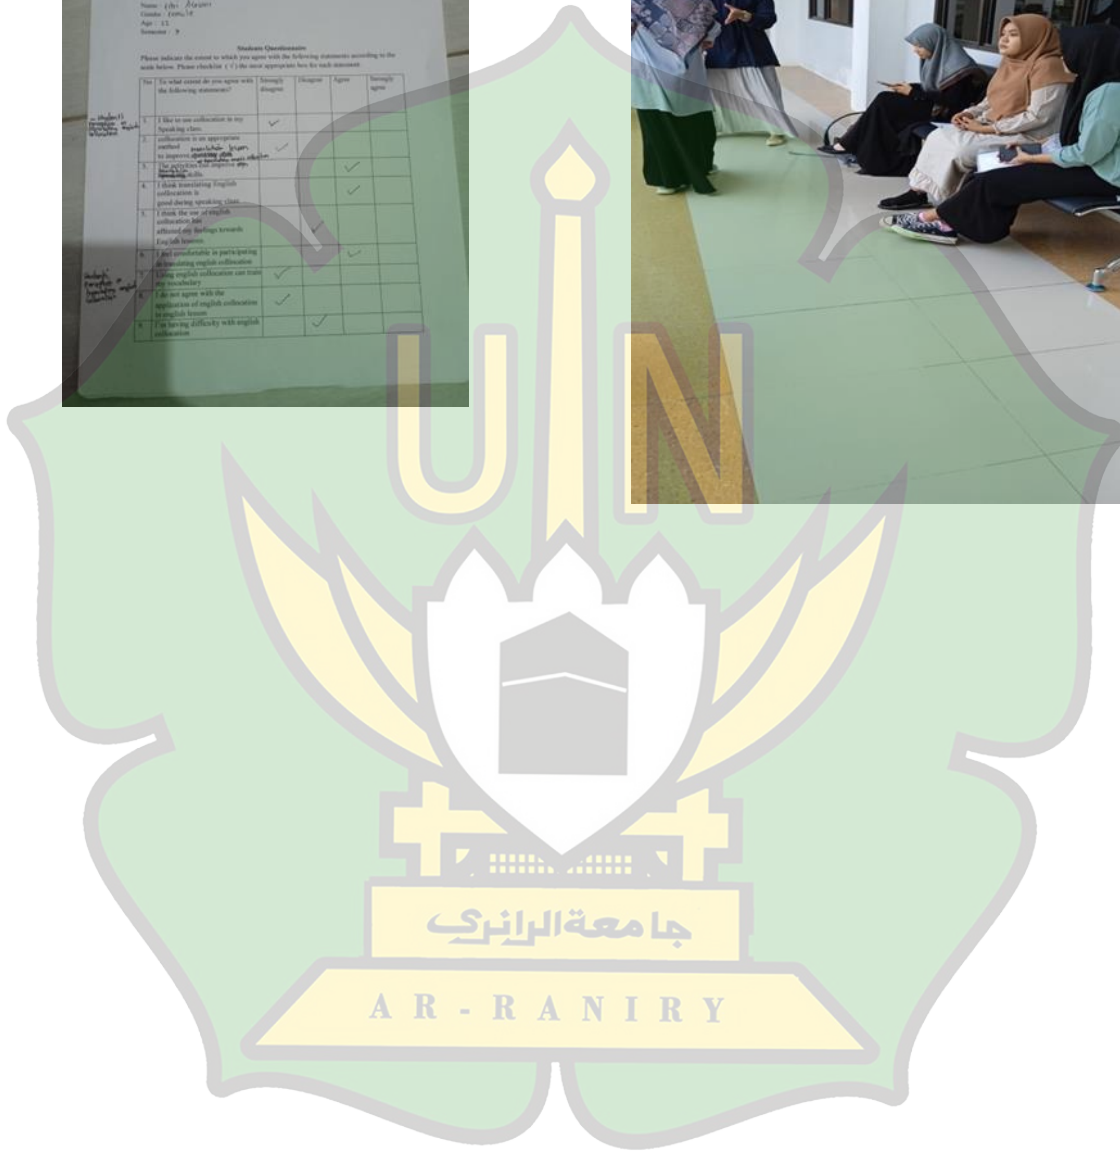 Name :
Gender : Female
Age :
Semester : 9
Students Questionnaire
Please indicate the extent to which you agree with the following statements according to the
scale below. Please checklist ( √ ) the most appropriate box for each statement
No To what extent do you agree with Strongly Disagree Agree Strongly
the following statements? disagree agree
1. I like to use collocation in my
Speaking class.
2. collocation is an appropriate
method
to improve
3. The activities can improve
skills.
4. I think translating English
collocation is
good during speaking class
5. I think the use of english
collocation has
affected my feelings towards
English lessons.
6. I feel comfortable in participating
in translating english collocation
7. Using english collocation can train
my vocabulary
8. I do not agree with the
application of english collocation
in english lesson
9. I'm having difficulty with english
collocation
U I N
جامعة الرانري
AR-RANIRY